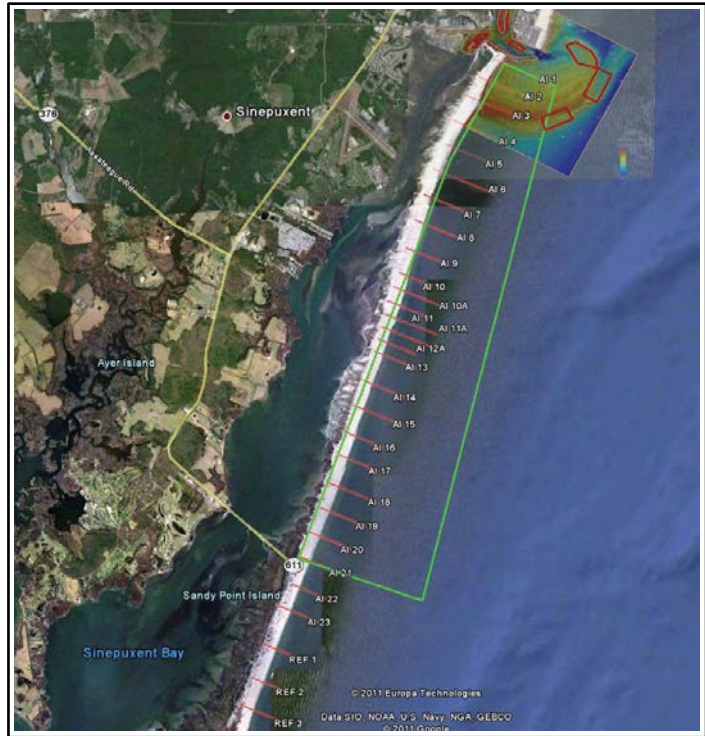 AI 1
AI 2
AI 3
AI 4
AI 5
AI 6
AI 7
AI 8
AI 9
AI 10
AI 10A
AI 11
AI 11A
AI 12A
AI 13
AI 14
AI 15
AI 16
AI 17
AI 18
AI 19
AI 20
AI 21
AI 22
AI 23
REF 1
REF 2
REF 3
Sinepuxent
376
Assateague Rd
Ayer Island
611
Sandy Point Island
Sinepuxent Bay
© 2011 Europa Technologies
Data SIO, NOAA, U.S. Navy, NGA, GEBCO
© 2011 Google